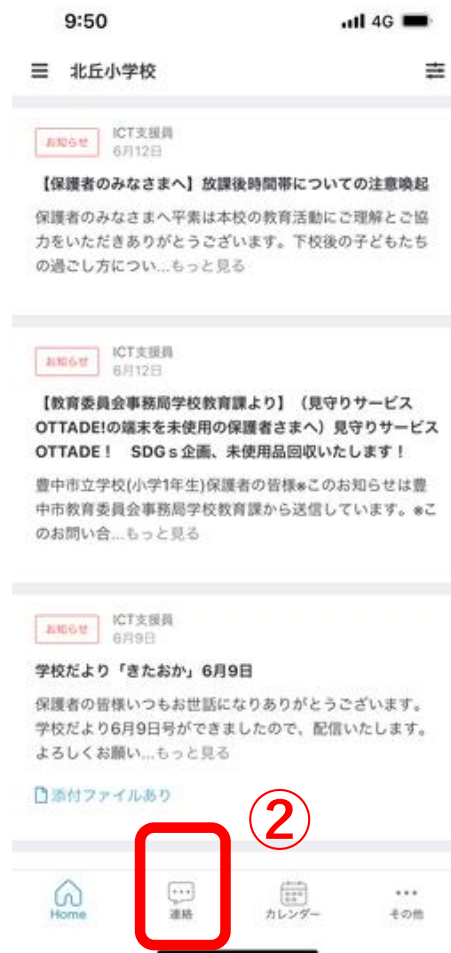 9:50
4G
北丘小学校
お知らせ
ICT支援員
6月12日
【保護者のみなさまへ】放課後時間帯についての注意喚起
保護者のみなさまへ平素は本校の教育活動にご理解とご協
力をいただきありがとうございます。下校後の子どもたち
の過ごし方につい...もっと見る
お知らせ
ICT支援員
6月12日
【教育委員会事務局学校教育課より】（見守りサービス
OTTADE!の端末を未使用の保護者さまへ）見守りサービス
OTTADE！ SDGｓ企画、未使用品回収いたします！
豊中市立学校(小学1年生)保護者の皆様※このお知らせは豊
中市教育委員会事務局学校教育課から送信しています。※こ
のお問い合...もっと見る
お知らせ
ICT支援員
6月9日
学校だより「きたおか」6月9日
保護者の皆様いつもお世話になりありがとうございます。
学校だより6月9日号ができましたので、配信いたします。
よろしくお願い...もっと見る
添付ファイルあり
②
Home
連絡
カレンダー
その他